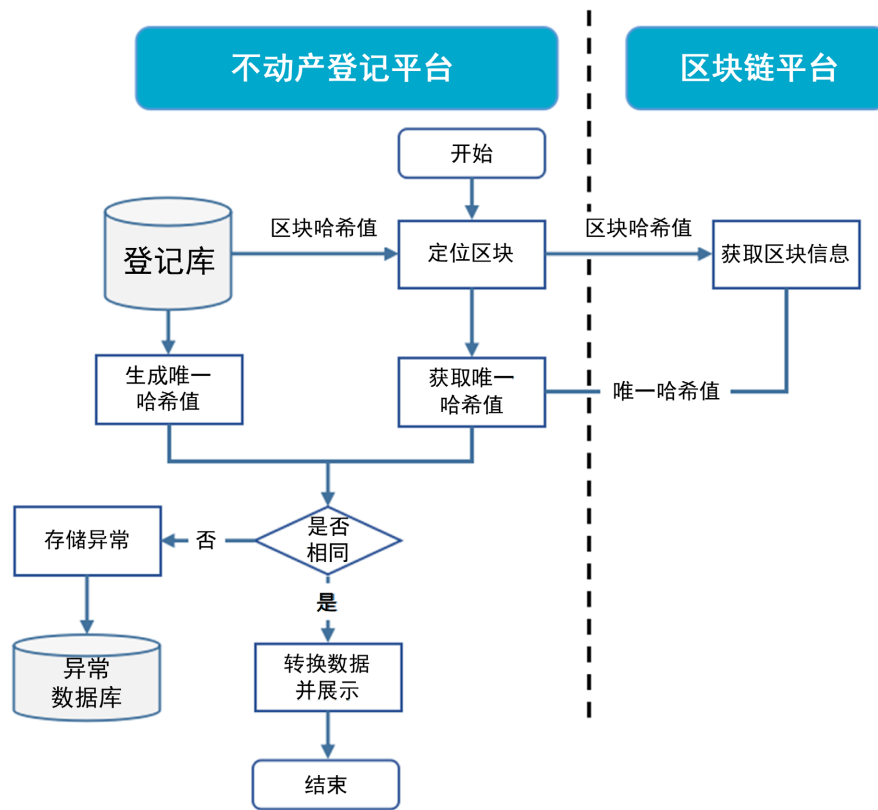 不动产登记平台
区块链平台
开始
登记库
区块哈希值
定位区块
区块哈希值
获取区块信息
生成唯一
哈希值
获取唯一
哈希值
唯一哈希值
是否
相同
否
存储异常
是
异常
数据库
转换数据
并展示
结束